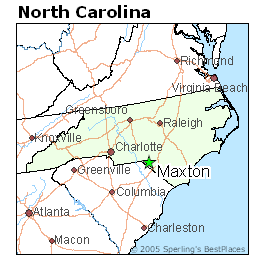 North Carolina
Richmond
Virginia Beach
Greensboro
Raleigh
Knoxville
Charlotte
Maxton
Greenville
Columbia
Atlanta
Charleston
Macon
© 2005 Sperling's BestPlaces